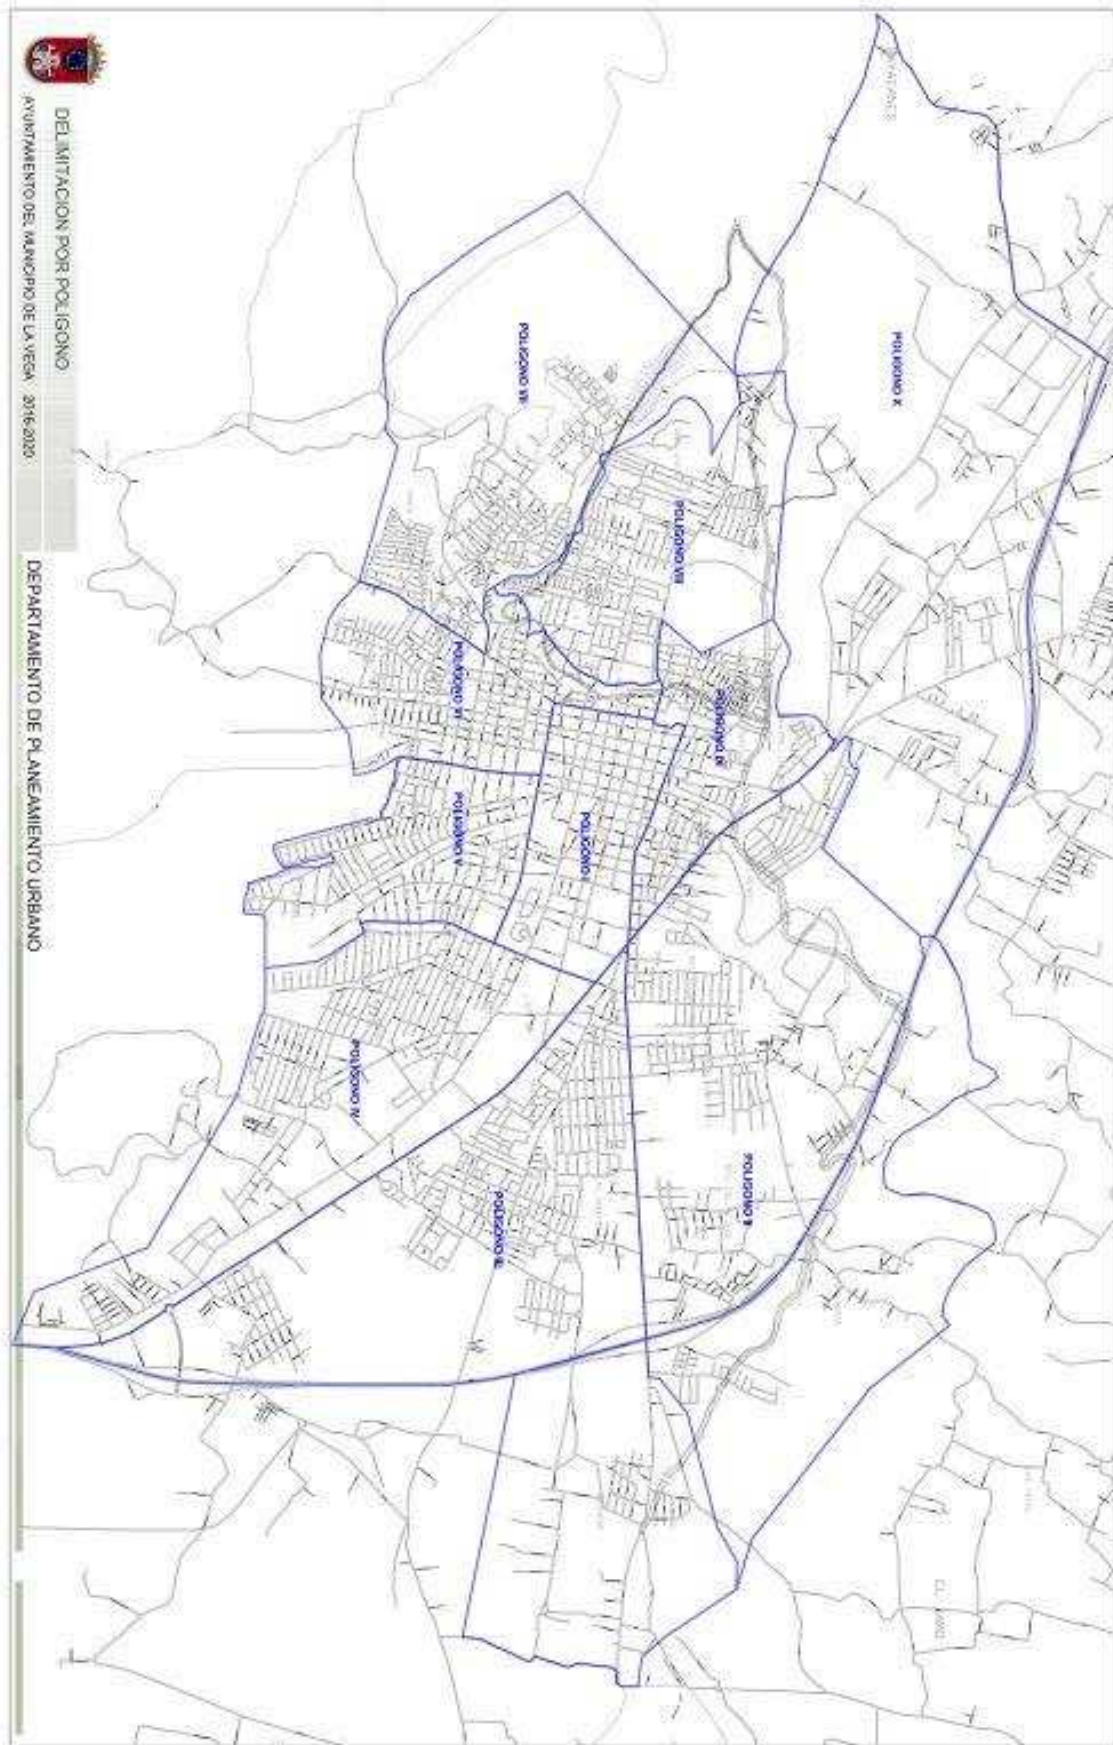 DELIMITACION POR POLIGONO
AYUNTAMIENTO DEL MUNICIPIO DE LA VEGA 2016-2020
DEPARTAMENTO DE PLANEAMIENTO URBANO
POLIGONO X
POLIGONO VII
POLIGONO VIII
POLIGONO VI
POLIGONO IX
POLIGONO V
POLIGONO I
POLIGONO IV
POLIGONO II
POLIGONO III